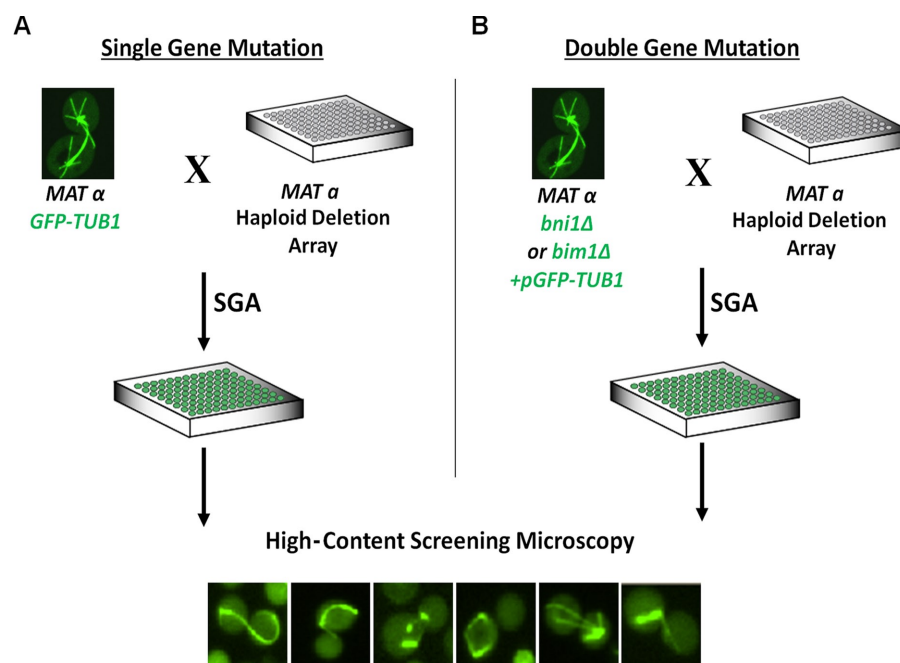 A
Single Gene Mutation
X
MAT α
GFP-TUB1
MAT a
Haploid Deletion
Array
SGA
B
Double Gene Mutation
X
MAT α
bni1Δ
or bim1Δ
+pGFP-TUB1
MAT a
Haploid Deletion
Array
SGA
High-Content Screening Microscopy